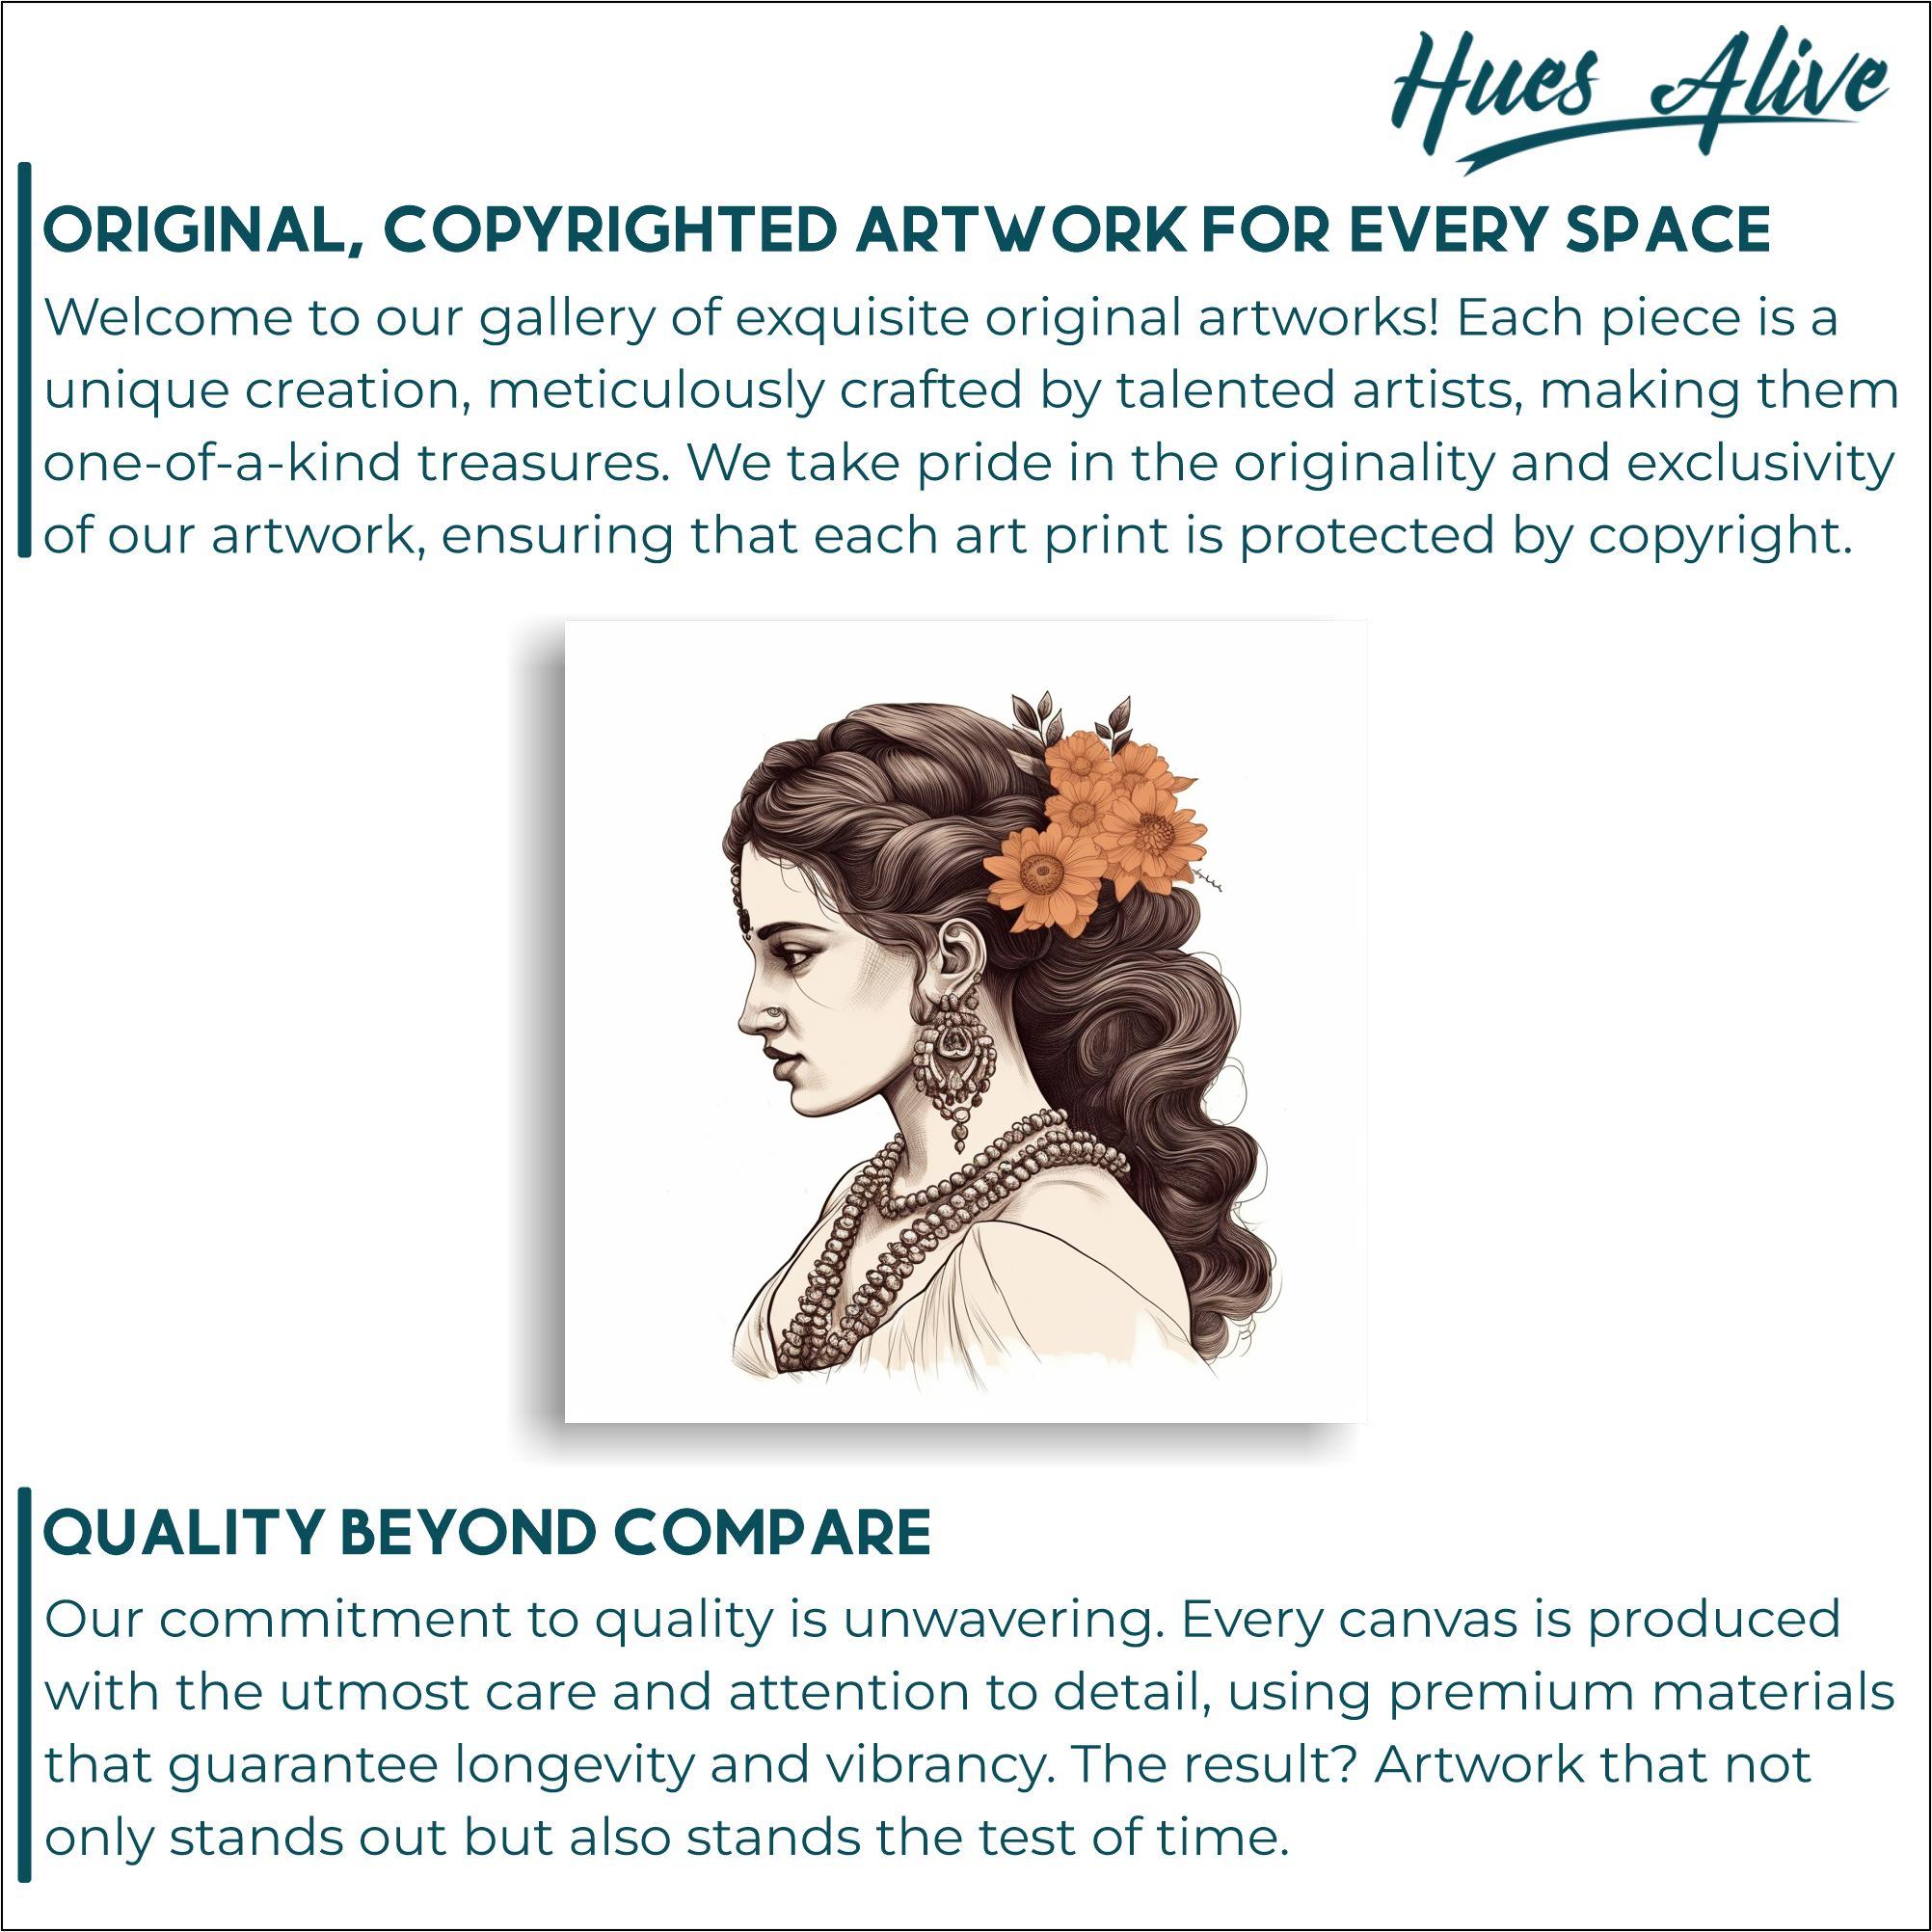 Hues Alive
ORIGINAL, COPYRIGHTED ARTWORK FOR EVERY SPACE
Welcome to our gallery of exquisite original artworks! Each piece is a
unique creation, meticulously crafted by talented artists, making them
one-of-a-kind treasures. We take pride in the originality and exclusivity
of our artwork, ensuring that each art print is protected by copyright.
QUALITY BEYOND COMPARE
Our commitment to quality is unwavering. Every canvas is produced
with the utmost care and attention to detail, using premium materials
that guarantee longevity and vibrancy. The result? Artwork that not
only stands out but also stands the test of time.